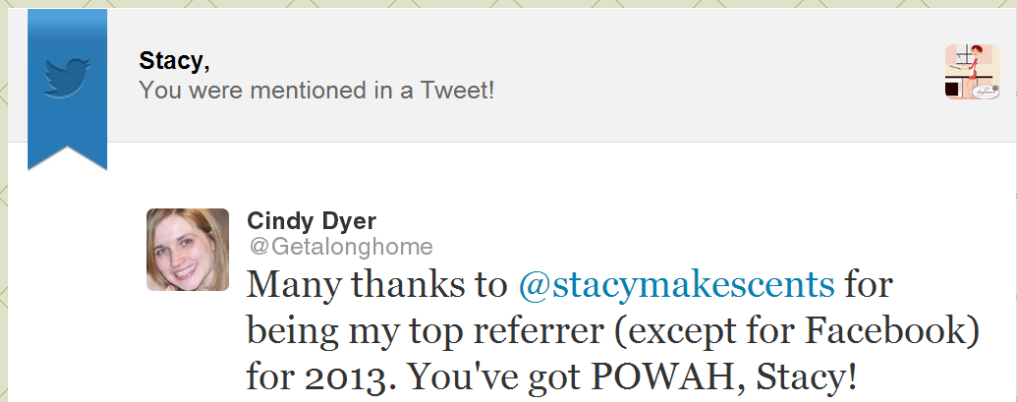 Stacy,
You were mentioned in a Tweet!
Cindy Dyer
@Getalonghome
Many thanks to @stacymakescents for
being my top referrer (except for Facebook)
for 2013. You've got POWAH, Stacy!